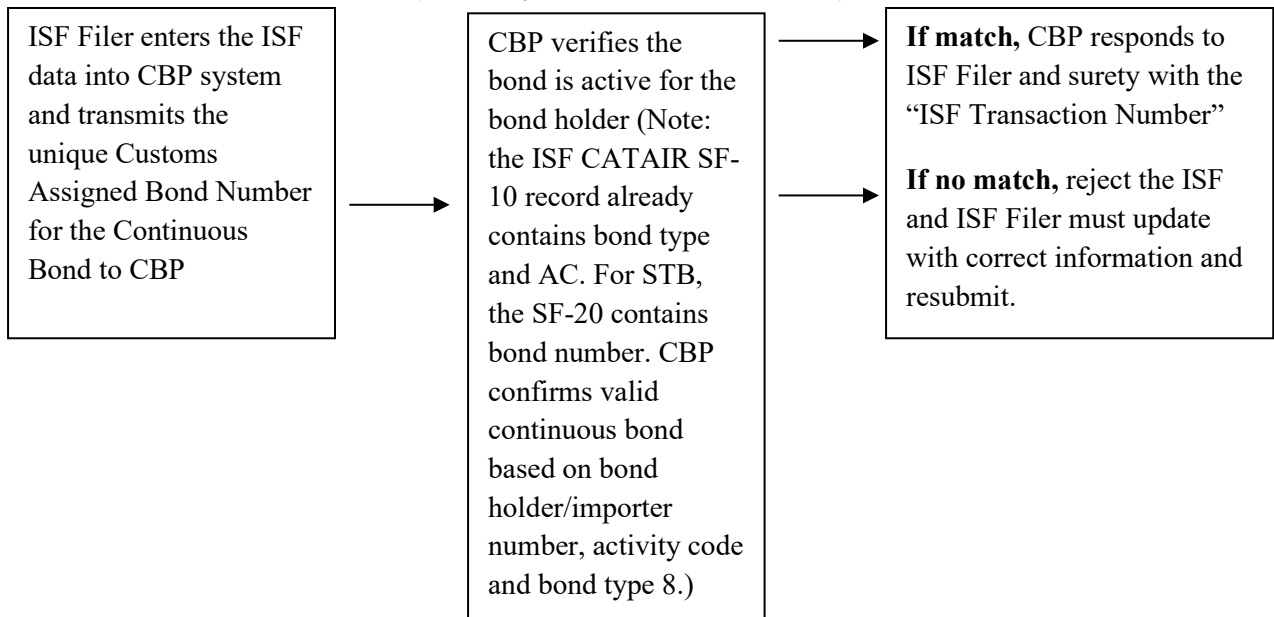 ISF Filer enters the ISF
data into CBP system
and transmits the
unique Customs
Assigned Bond Number
for the Continuous
Bond to CBP
CBP verifies the
bond is active for the
bond holder (Note:
the ISF CATAIR SF-
10 record already
contains bond type
and AC. For STB,
the SF-20 contains
bond number. CBP
confirms valid
continuous bond
based on bond
holder/importer
number, activity code
and bond type 8.)
If match, CBP responds to
ISF Filer and surety with the
“ISF Transaction Number”
If no match, reject the ISF
and ISF Filer must update
with correct information and
resubmit.